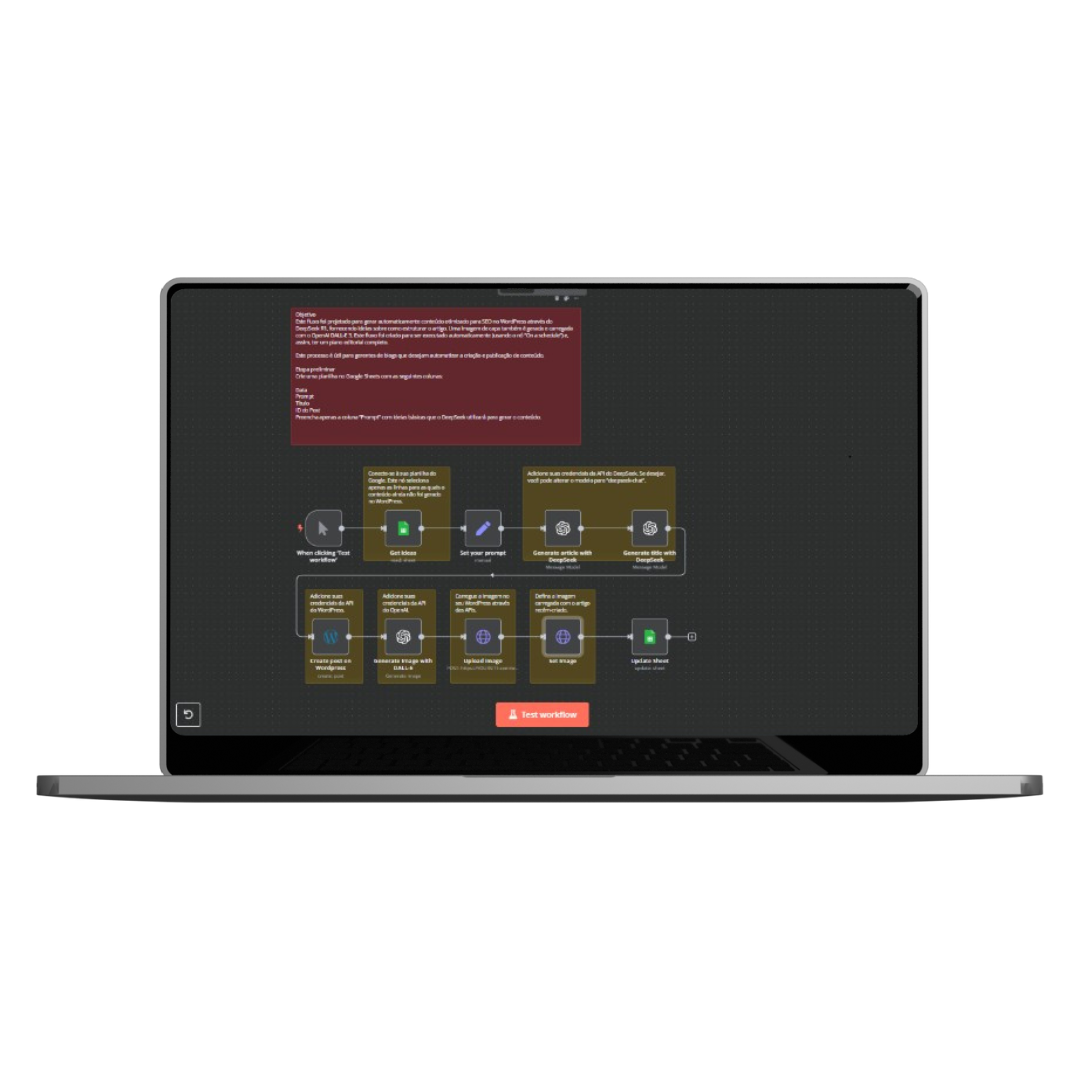 Objetivo
Este fluxo foi projetado para gerar automaticamente conteúdo otimizado para SEO no WordPress através do
DeepSeek R1, fornecendo ideias sobre como estruturar o artigo. Uma imagem de capa também é gerada e carregada
com o OpenAI DALL-E 3. Este fluxo foi criado para ser executado automaticamente (usando o nó "On a schedule") e,
assim, ter um plano editorial completo.
Este processo é útil para gerentes de blogs que desejam automatizar a criação e publicação de conteúdo.
Etapa preliminar
Crie uma planilha no Google Sheets com as seguintes colunas:
Data
Prompt
Título
ID do Post
Preencha apenas a coluna "Prompt" com ideias básicas que o DeepSeek utilizará para gerar o conteúdo.
Conecte-se à sua planilha do
Google. Este nó seleciona
apenas as linhas para as quais o
conteúdo ainda não foi gerado
no WordPress.
Adicione suas credenciais da API do DeepSeek. Se desejar,
você pode alterar o modelo para "deepseek-chat".
When clicking 'Test
workflow'
Get Ideas
read: sheet
Set your prompt
manual
Generate article with
DeepSeek
Message Model
Generate title with
DeepSeek
Message Model
Adicione suas
credenciais da API
do WordPress.
Adicione suas
credenciais da API
do OpenAI.
Carregue a imagem no
seu WordPress através
das APIs.
Defina a imagem
carregada com o artigo
recém-criado.
Create post on
Wordpress
create: post
Generate Image with
DALL-E
Generate Image
Upload image
Set Image
Update Sheet
update: sheet
Test workflow